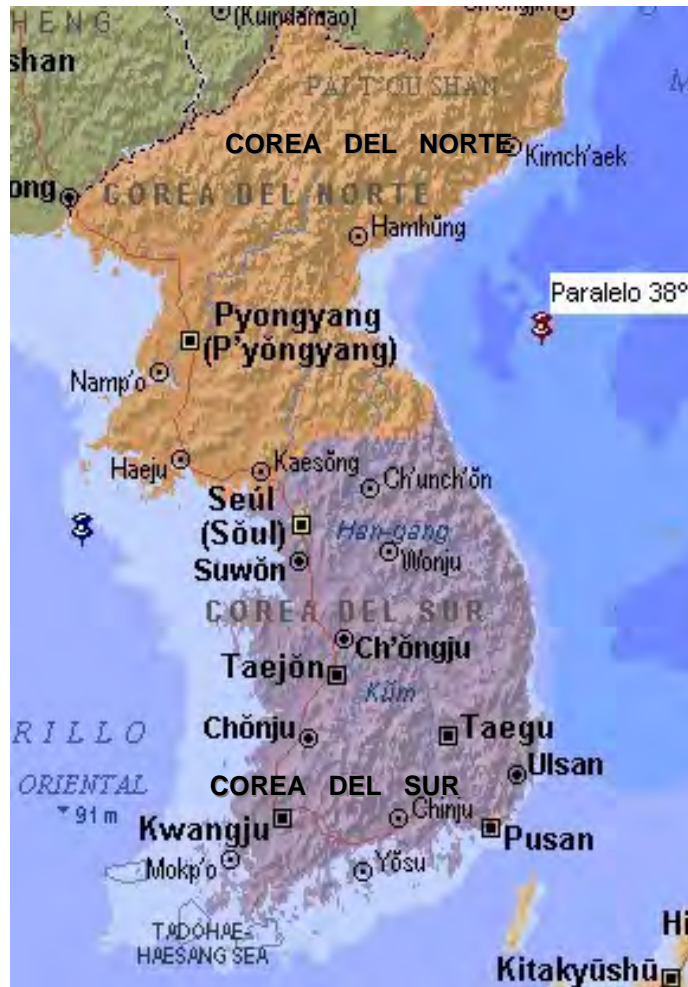 HENG
(Kuindamao)
shan
PAI T'OU SHAN
COREA DEL NORTE
Kimch'aek
ong
COREA DEL NORTE
Hamhŭng
Paralelo 38º
Pyongyang
(P'yŏngyang)
Namp'o
Haeju
Kaesŏng
Ch'unch'ŏn
Seúl
(Sŏul)
Han-gang
Wonju
Suwŏn
COREA DEL SUR
Ch'ŏngju
Taejŏn
Kŭm
RILLO
Chŏnju
Taegu
Ulsan
ORIENTAL
COREA DEL SUR
91 m
Kwangju
Chinju
Pusan
Mokp'o
Yŏsu
TADOHAE-
HAESANG SEA
Hi
Kitakyūshū